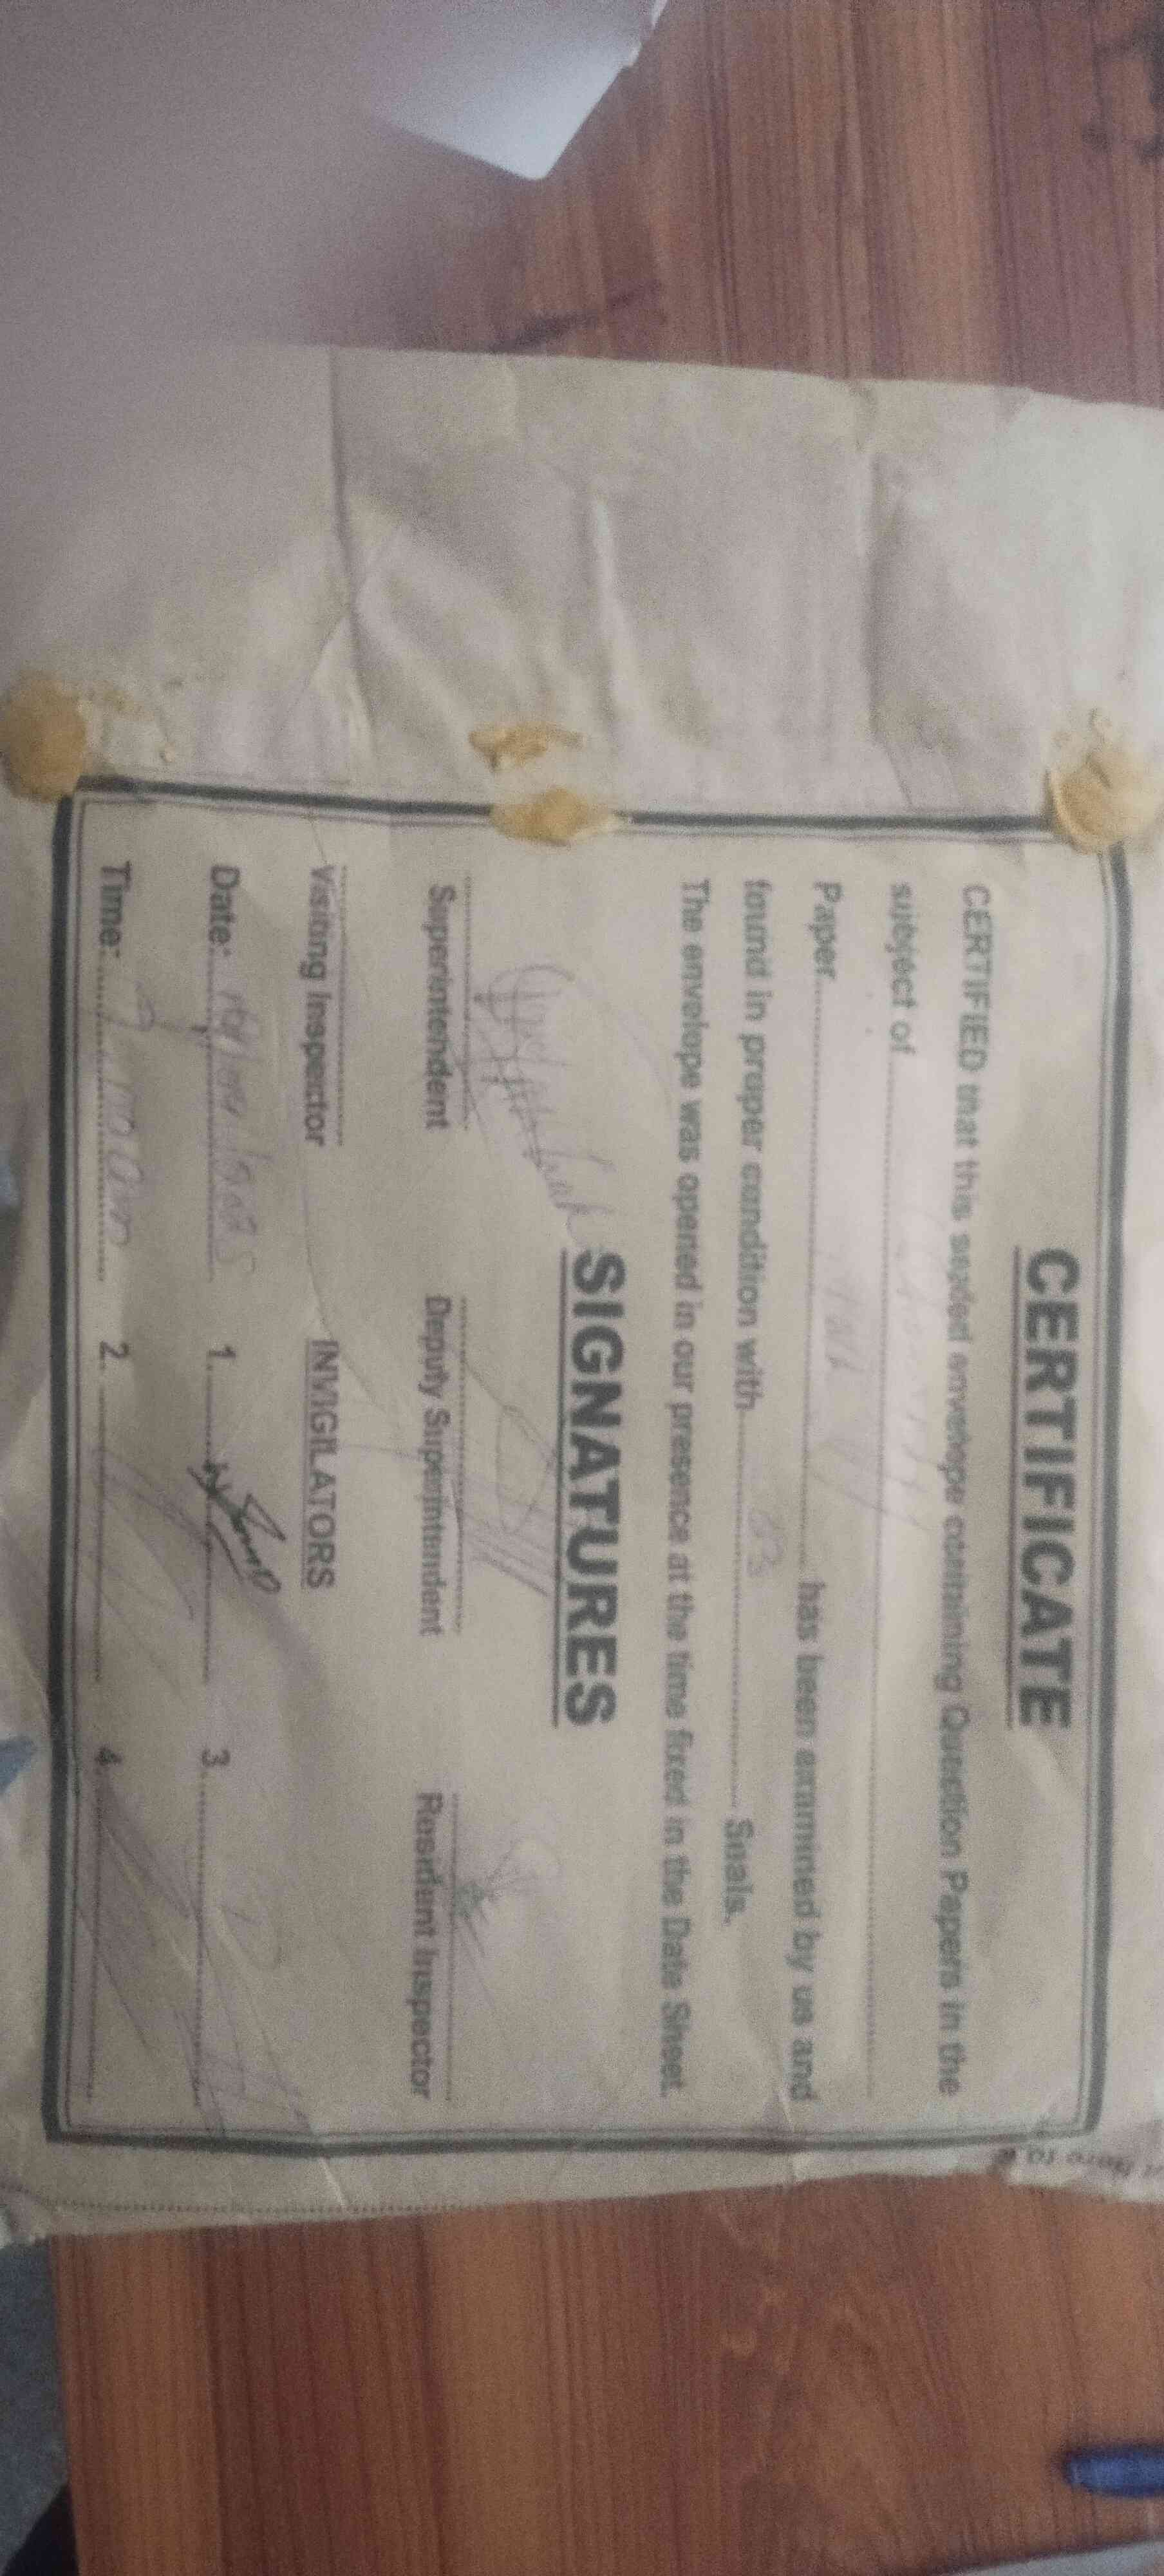 CERTIFICATE
CERTIFIED that this sealed envelope containing Question Papers in the
subject of
Paper has been examined by us and
found in proper condition with 03 Seals.
The envelope was opened in our presence at the time fixed in the Date Sheet.
SIGNATURES
Superintendent Deputy Superintendent Resident Inspector
Visiting Inspector INVIGILATORS
Date: 1. 3.
Time: 2. 4.